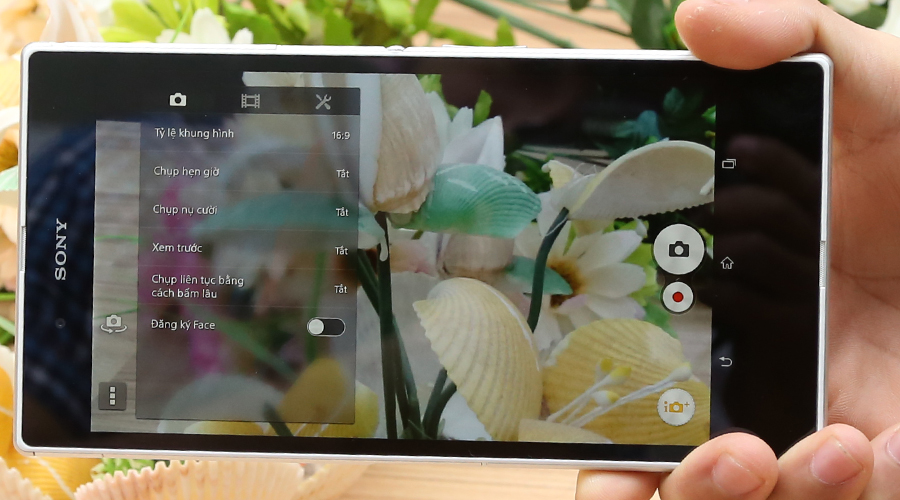 SONY
Tỷ lệ khung hình 16:9
Chụp hẹn giờ Tắt
Chụp nụ cười Tắt
Xem trước Tắt
Chụp liên tục bằng
cách bấm lâu Tắt
Đăng ký Face
i+